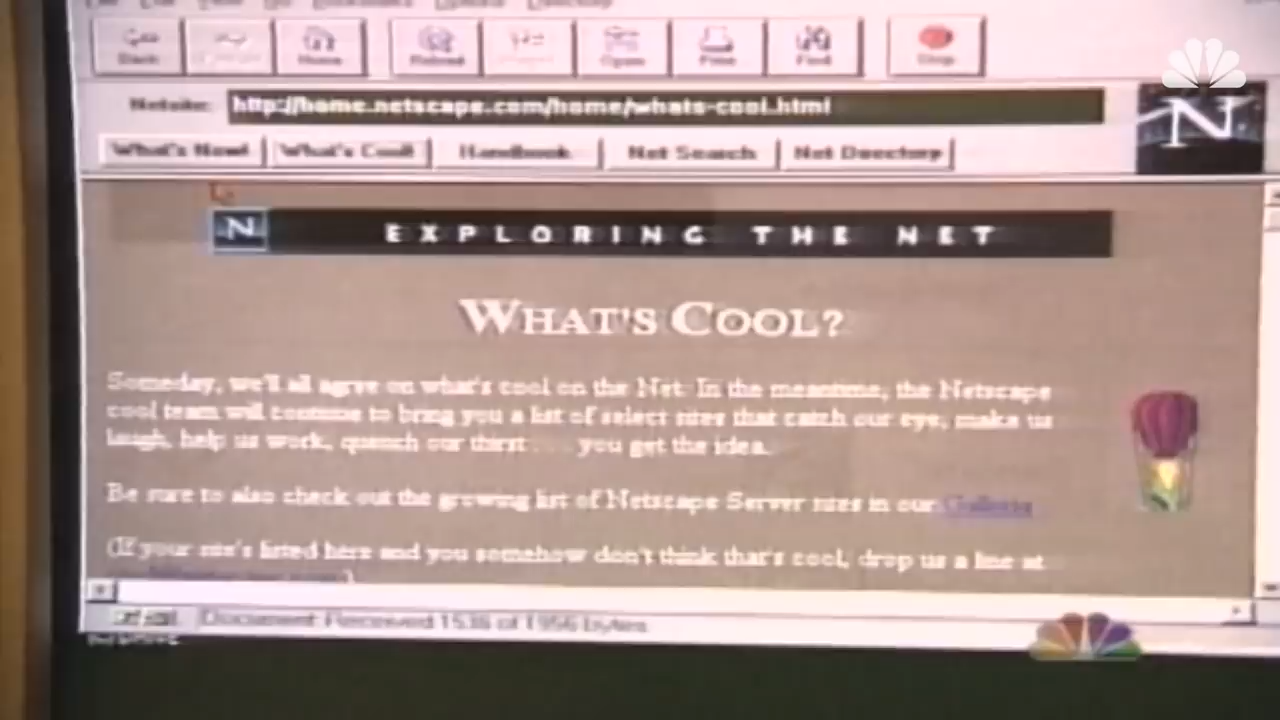 Back Home Reload Open Print Find Stop
Netsite: http://home.netscape.com/home/whats-cool.html
N
What's New! What's Cool! Handbook Net Search Net Directory
N EXPLORING THE NET
WHAT'S COOL?
Someday, we'll all agree on what's cool on the Net. In the meantime, the Netscape
cool team will continue to bring you a list of select sites that catch our eye, make us
laugh, help us work, quench our thirst . . . you get the idea.
Be sure to also check out the growing list of Netscape Server sites in our Galleria
(If your site's listed here and you somehow don't think that's cool, drop us a line at
Document: Received 1536 of 1956 bytes